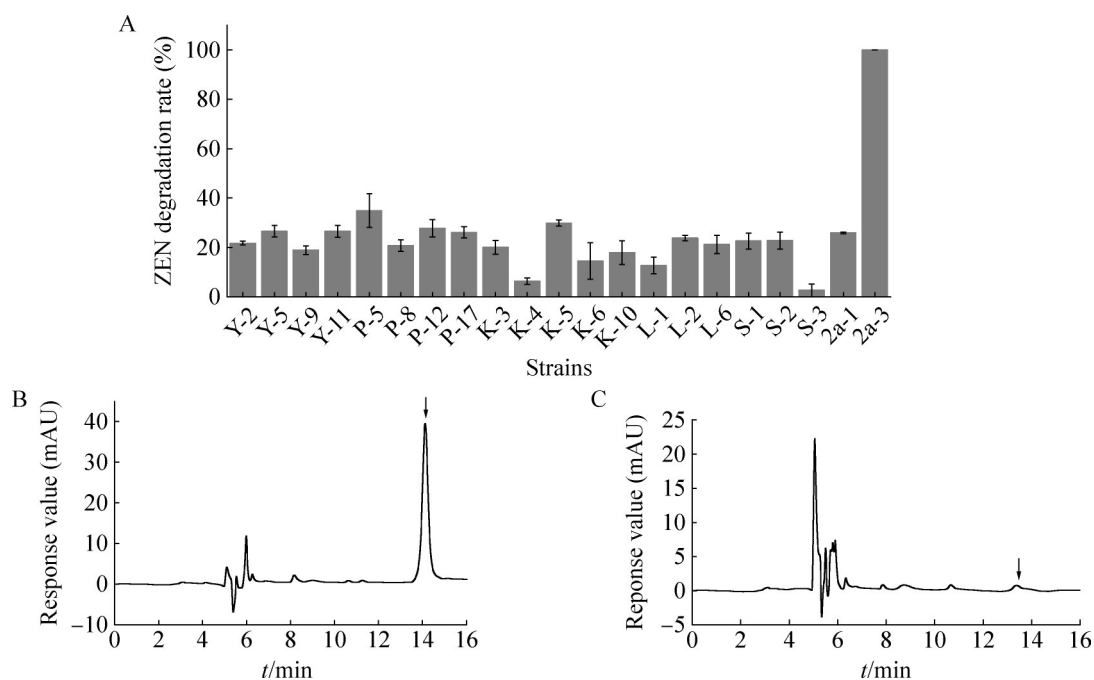 A
ZEN degradation rate (%)
100
80
60
40
20
0
Y-2 Y-5 Y-9 Y-11 P-5 P-8 P-12 P-17 K-3 K-4 K-5 K-6 K-10 L-1 L-2 L-6 S-1 S-2 S-3 2a-1 2a-3
Strains
B
Response value (mAU)
40
30
20
10
0
−10
0 2 4 6 8 10 12 14 16
t/min
C
Reponse value (mAU)
25
20
15
10
5
0
−5
0 2 4 6 8 10 12 14 16
t/min